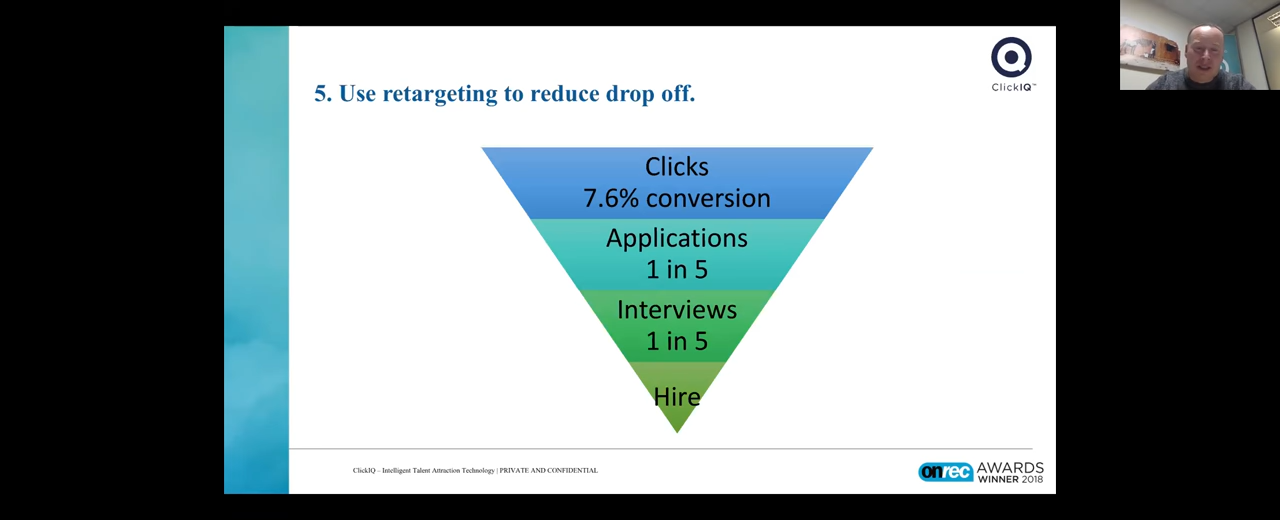 ClickIQ™
5. Use retargeting to reduce drop off.
Clicks
7.6% conversion
Applications
1 in 5
Interviews
1 in 5
Hire
ClickIQ – Intelligent Talent Attraction Technology | PRIVATE AND CONFIDENTIAL
onrec AWARDS
WINNER 2018